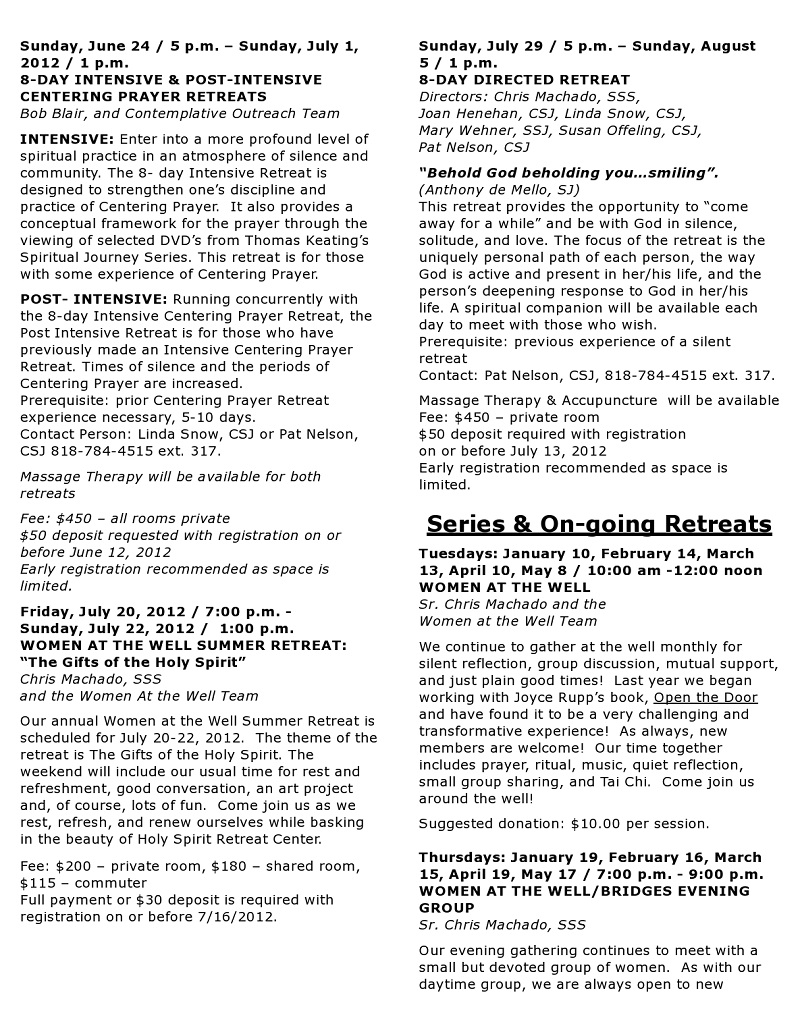 Sunday, June 24 / 5 p.m. – Sunday, July 1,
2012 / 1 p.m.
8-DAY INTENSIVE & POST-INTENSIVE
CENTERING PRAYER RETREATS
Bob Blair, and Contemplative Outreach Team
INTENSIVE: Enter into a more profound level of
spiritual practice in an atmosphere of silence and
community. The 8- day Intensive Retreat is
designed to strengthen one’s discipline and
practice of Centering Prayer.  It also provides a
conceptual framework for the prayer through the
viewing of selected DVD’s from Thomas Keating’s
Spiritual Journey Series. This retreat is for those
with some experience of Centering Prayer.
POST- INTENSIVE: Running concurrently with
the 8-day Intensive Centering Prayer Retreat, the
Post Intensive Retreat is for those who have
previously made an Intensive Centering Prayer
Retreat. Times of silence and the periods of
Centering Prayer are increased.
Prerequisite: prior Centering Prayer Retreat
experience necessary, 5-10 days.
Contact Person: Linda Snow, CSJ or Pat Nelson,
CSJ 818-784-4515 ext. 317.
Massage Therapy will be available for both
retreats
Fee: $450 – all rooms private
$50 deposit requested with registration on or
before June 12, 2012
Early registration recommended as space is
limited.
Friday, July 20, 2012 / 7:00 p.m. -
Sunday, July 22, 2012 /  1:00 p.m.
WOMEN AT THE WELL SUMMER RETREAT:
“The Gifts of the Holy Spirit”
Chris Machado, SSS
and the Women At the Well Team
Our annual Women at the Well Summer Retreat is
scheduled for July 20-22, 2012.  The theme of the
retreat is The Gifts of the Holy Spirit. The
weekend will include our usual time for rest and
refreshment, good conversation, an art project
and, of course, lots of fun.  Come join us as we
rest, refresh, and renew ourselves while basking
in the beauty of Holy Spirit Retreat Center.
Fee: $200 – private room, $180 – shared room,
$115 – commuter
Full payment or $30 deposit is required with
registration on or before 7/16/2012.
Sunday, July 29 / 5 p.m. – Sunday, August
5 / 1 p.m.
8-DAY DIRECTED RETREAT
Directors: Chris Machado, SSS,
Joan Henehan, CSJ, Linda Snow, CSJ,
Mary Wehner, SSJ, Susan Offeling, CSJ,
Pat Nelson, CSJ
“Behold God beholding you…smiling”.
(Anthony de Mello, SJ)
This retreat provides the opportunity to “come
away for a while” and be with God in silence,
solitude, and love. The focus of the retreat is the
uniquely personal path of each person, the way
God is active and present in her/his life, and the
person’s deepening response to God in her/his
life. A spiritual companion will be available each
day to meet with those who wish.
Prerequisite: previous experience of a silent
retreat
Contact: Pat Nelson, CSJ, 818-784-4515 ext. 317.
Massage Therapy & Accupuncture  will be available
Fee: $450 – private room
$50 deposit required with registration
on or before July 13, 2012
Early registration recommended as space is
limited.
Series & On-going Retreats
Tuesdays: January 10, February 14, March
13, April 10, May 8 / 10:00 am -12:00 noon
WOMEN AT THE WELL
Sr. Chris Machado and the
Women at the Well Team
We continue to gather at the well monthly for
silent reflection, group discussion, mutual support,
and just plain good times!  Last year we began
working with Joyce Rupp’s book, Open the Door
and have found it to be a very challenging and
transformative experience!  As always, new
members are welcome!  Our time together
includes prayer, ritual, music, quiet reflection,
small group sharing, and Tai Chi.  Come join us
around the well!
Suggested donation: $10.00 per session.
Thursdays: January 19, February 16, March
15, April 19, May 17 / 7:00 p.m. - 9:00 p.m.
WOMEN AT THE WELL/BRIDGES EVENING
GROUP
Sr. Chris Machado, SSS
Our evening gathering continues to meet with a
small but devoted group of women.  As with our
daytime group, we are always open to new